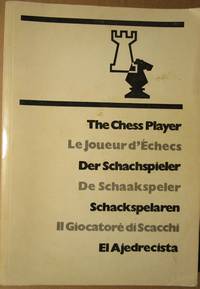 The Chess Player
Le Joueur d'Échecs
Der Schachspieler
De Schaakspeler
Schackspelaren
Il Giocatoré di Scacchi
El Ajedrecista